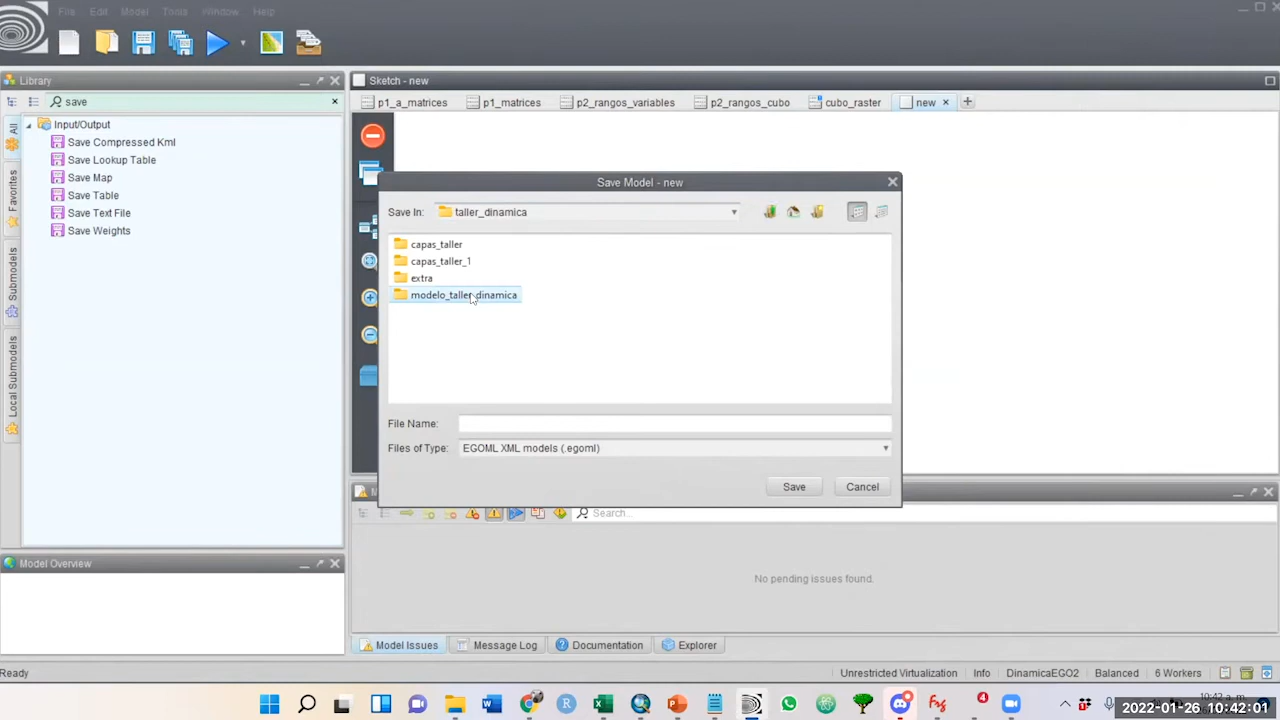 File Edit Model Tools Window Help
Library
save
All
Favorites
Submodels
Local Submodels
Input/Output
Save Compressed Kml
Save Lookup Table
Save Map
Save Table
Save Text File
Save Weights
Sketch - new
p1_a_matrices p1_matrices p2_rangos_variables p2_rangos_cubo cubo_raster new
Save Model - new
Save In: taller_dinamica
capas_taller
capas_taller_1
extra
modelo_taller_dinamica
File Name:
Files of Type: EGOML XML models (.egoml)
Save Cancel
Search...
No pending issues found.
Model Overview
Model Issues Message Log Documentation Explorer
Ready
Unrestricted Virtualization Info DinamicaEGO2 Balanced 6 Workers
4
2022-01-26 10:42:01